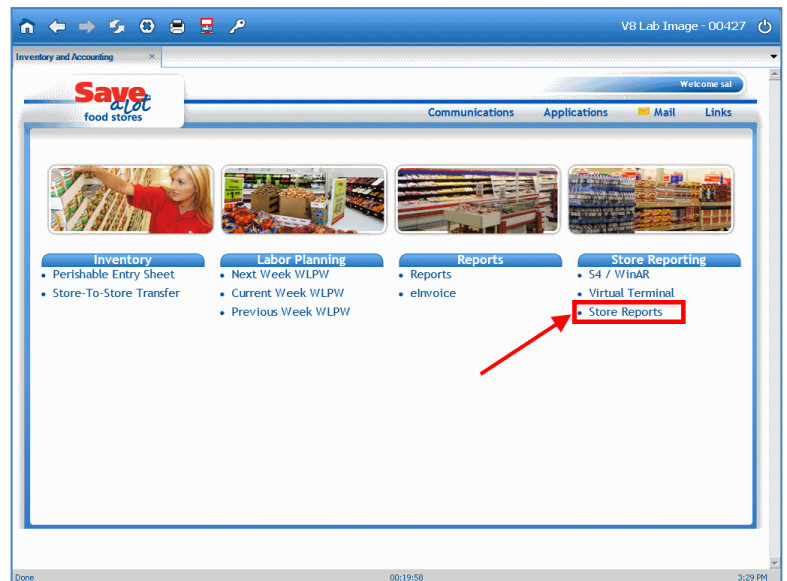 V8 Lab Image - 00427
Inventory and Accounting
Welcome sal
Save
a lot
food stores
Communications Applications Mail Links
Inventory
Perishable Entry Sheet
Store-To-Store Transfer
Labor Planning
Next Week WLPW
Current Week WLPW
Previous Week WLPW
Reports
Reports
eInvoice
Store Reporting
S4 / WinAR
Virtual Terminal
Store Reports
Done 00:19:58 3:29 PM